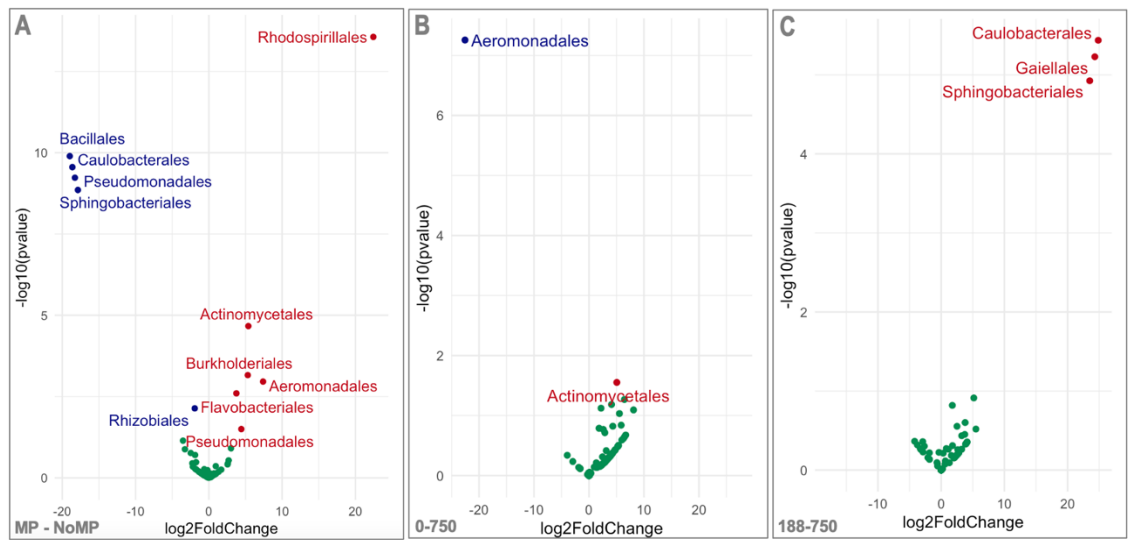 A
Rhodospirillales
Bacillales
Caulobacterales
Pseudomonadales
Sphingobacteriales
Actinomycetales
Burkholderiales
Aeromonadales
Flavobacteriales
Rhizobiales
Pseudomonadales
10
5
0
-20
-10
0
10
20
-log10(pvalue)
log2FoldChange
MP - NoMP
B
Aeromonadales
Actinomycetales
6
4
2
0
-20
-10
0
10
20
-log10(pvalue)
log2FoldChange
0-750
C
Caulobacterales
Gaiellales
Sphingobacteriales
4
2
0
-10
0
10
20
-log10(pvalue)
log2FoldChange
188-750